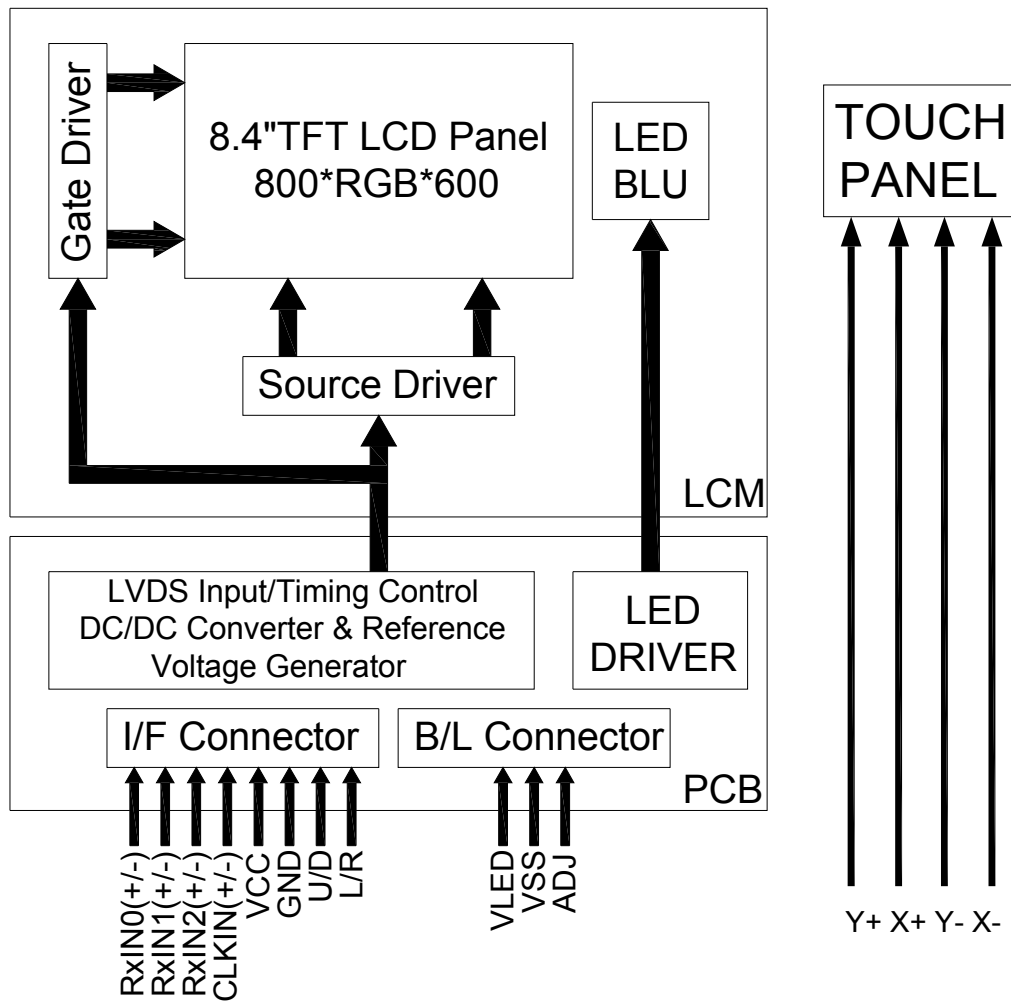 Gate Driver
8.4"TFT LCD Panel
800*RGB*600
LED
BLU
TOUCH
PANEL
Source Driver
LCM
LVDS Input/Timing Control
DC/DC Converter & Reference
Voltage Generator
LED
DRIVER
I/F Connector
B/L Connector
PCB
RxIN0(+/-)
RxIN1(+/-)
RxIN2(+/-)
CLKIN(+/-)
VCC
GND
U/D
L/R
VLED
VSS
ADJ
Y+ X+ Y- X-